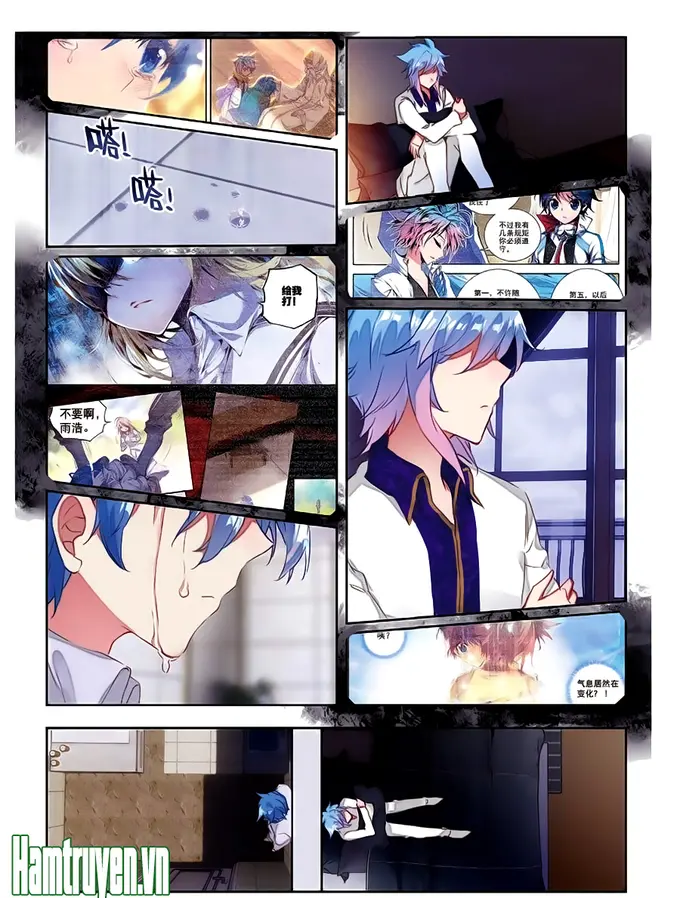 嗒!
嗒!
给我
打!
不要啊,
雨浩。
不过我有
几条规矩
你必须遵
守。
第一,不许随
第五,以后
咦?
气息居然在
变化?!
Hamtruyen.vn